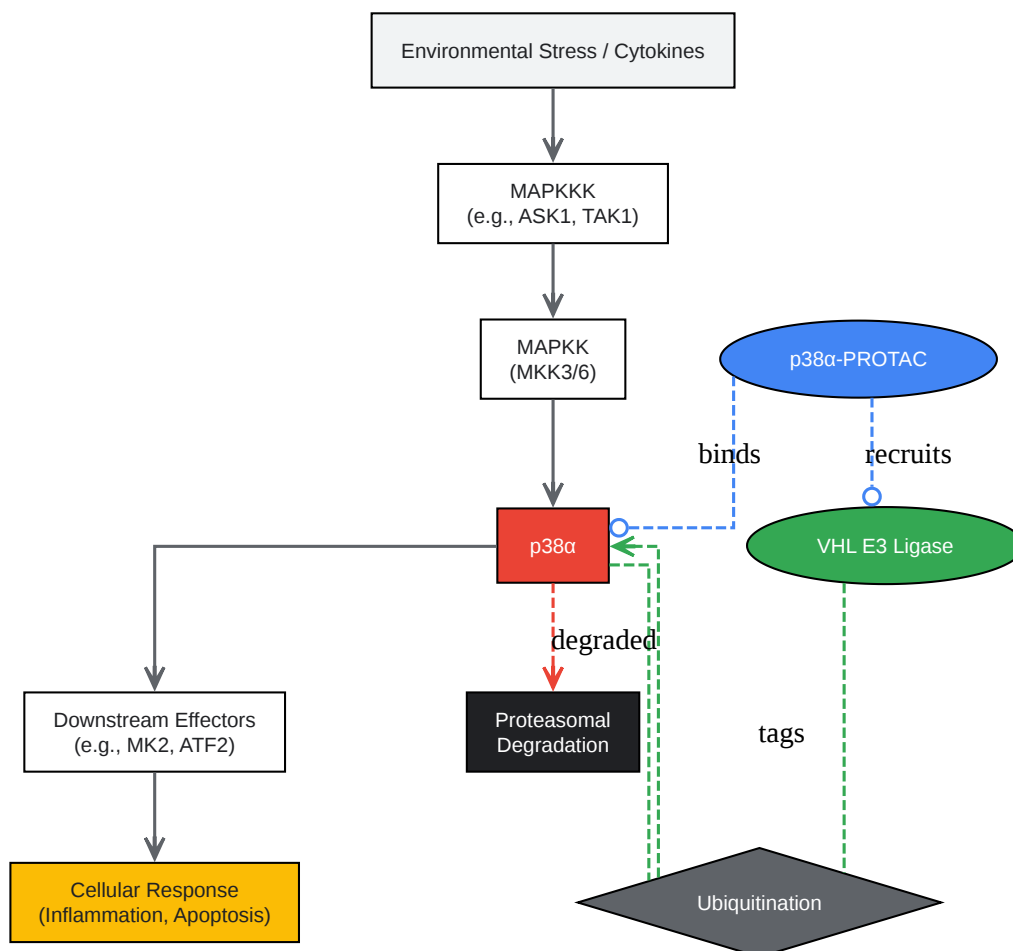 Environmental Stress / Cytokines
MAPKKK
(e.g., ASK1, TAK1)
MAPKK
(MKK3/6)
p38α-PROTAC
binds
recruits
p38α
VHL E3 Ligase
degraded
Downstream Effectors
(e.g., MK2, ATF2)
Proteasomal
Degradation
tags
Cellular Response
(Inflammation, Apoptosis)
Ubiquitination